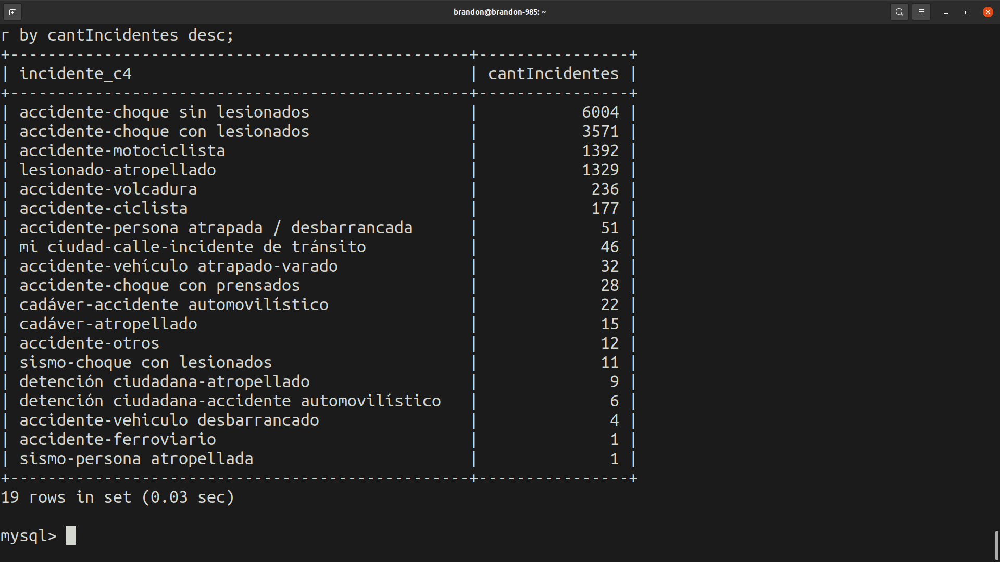 brandon@brandon-985: ~
r by cantIncidentes desc;
+-------------------------------------------------+----------------+
| incidente_c4                                    | cantIncidentes |
+-------------------------------------------------+----------------+
| accidente-choque sin lesionados                 |           6004 |
| accidente-choque con lesionados                 |           3571 |
| accidente-motociclista                          |           1392 |
| lesionado-atropellado                           |           1329 |
| accidente-volcadura                             |            236 |
| accidente-ciclista                              |            177 |
| accidente-persona atrapada / desbarrancada      |             51 |
| mi ciudad-calle-incidente de tránsito           |             46 |
| accidente-vehículo atrapado-varado              |             32 |
| accidente-choque con prensados                  |             28 |
| cadáver-accidente automovilístico               |             22 |
| cadáver-atropellado                             |             15 |
| accidente-otros                                 |             12 |
| sismo-choque con lesionados                     |             11 |
| detención ciudadana-atropellado                 |              9 |
| detención ciudadana-accidente automovilístico   |              6 |
| accidente-vehiculo desbarrancado                |              4 |
| accidente-ferroviario                           |              1 |
| sismo-persona atropellada                       |              1 |
+-------------------------------------------------+----------------+
19 rows in set (0.03 sec)
mysql>